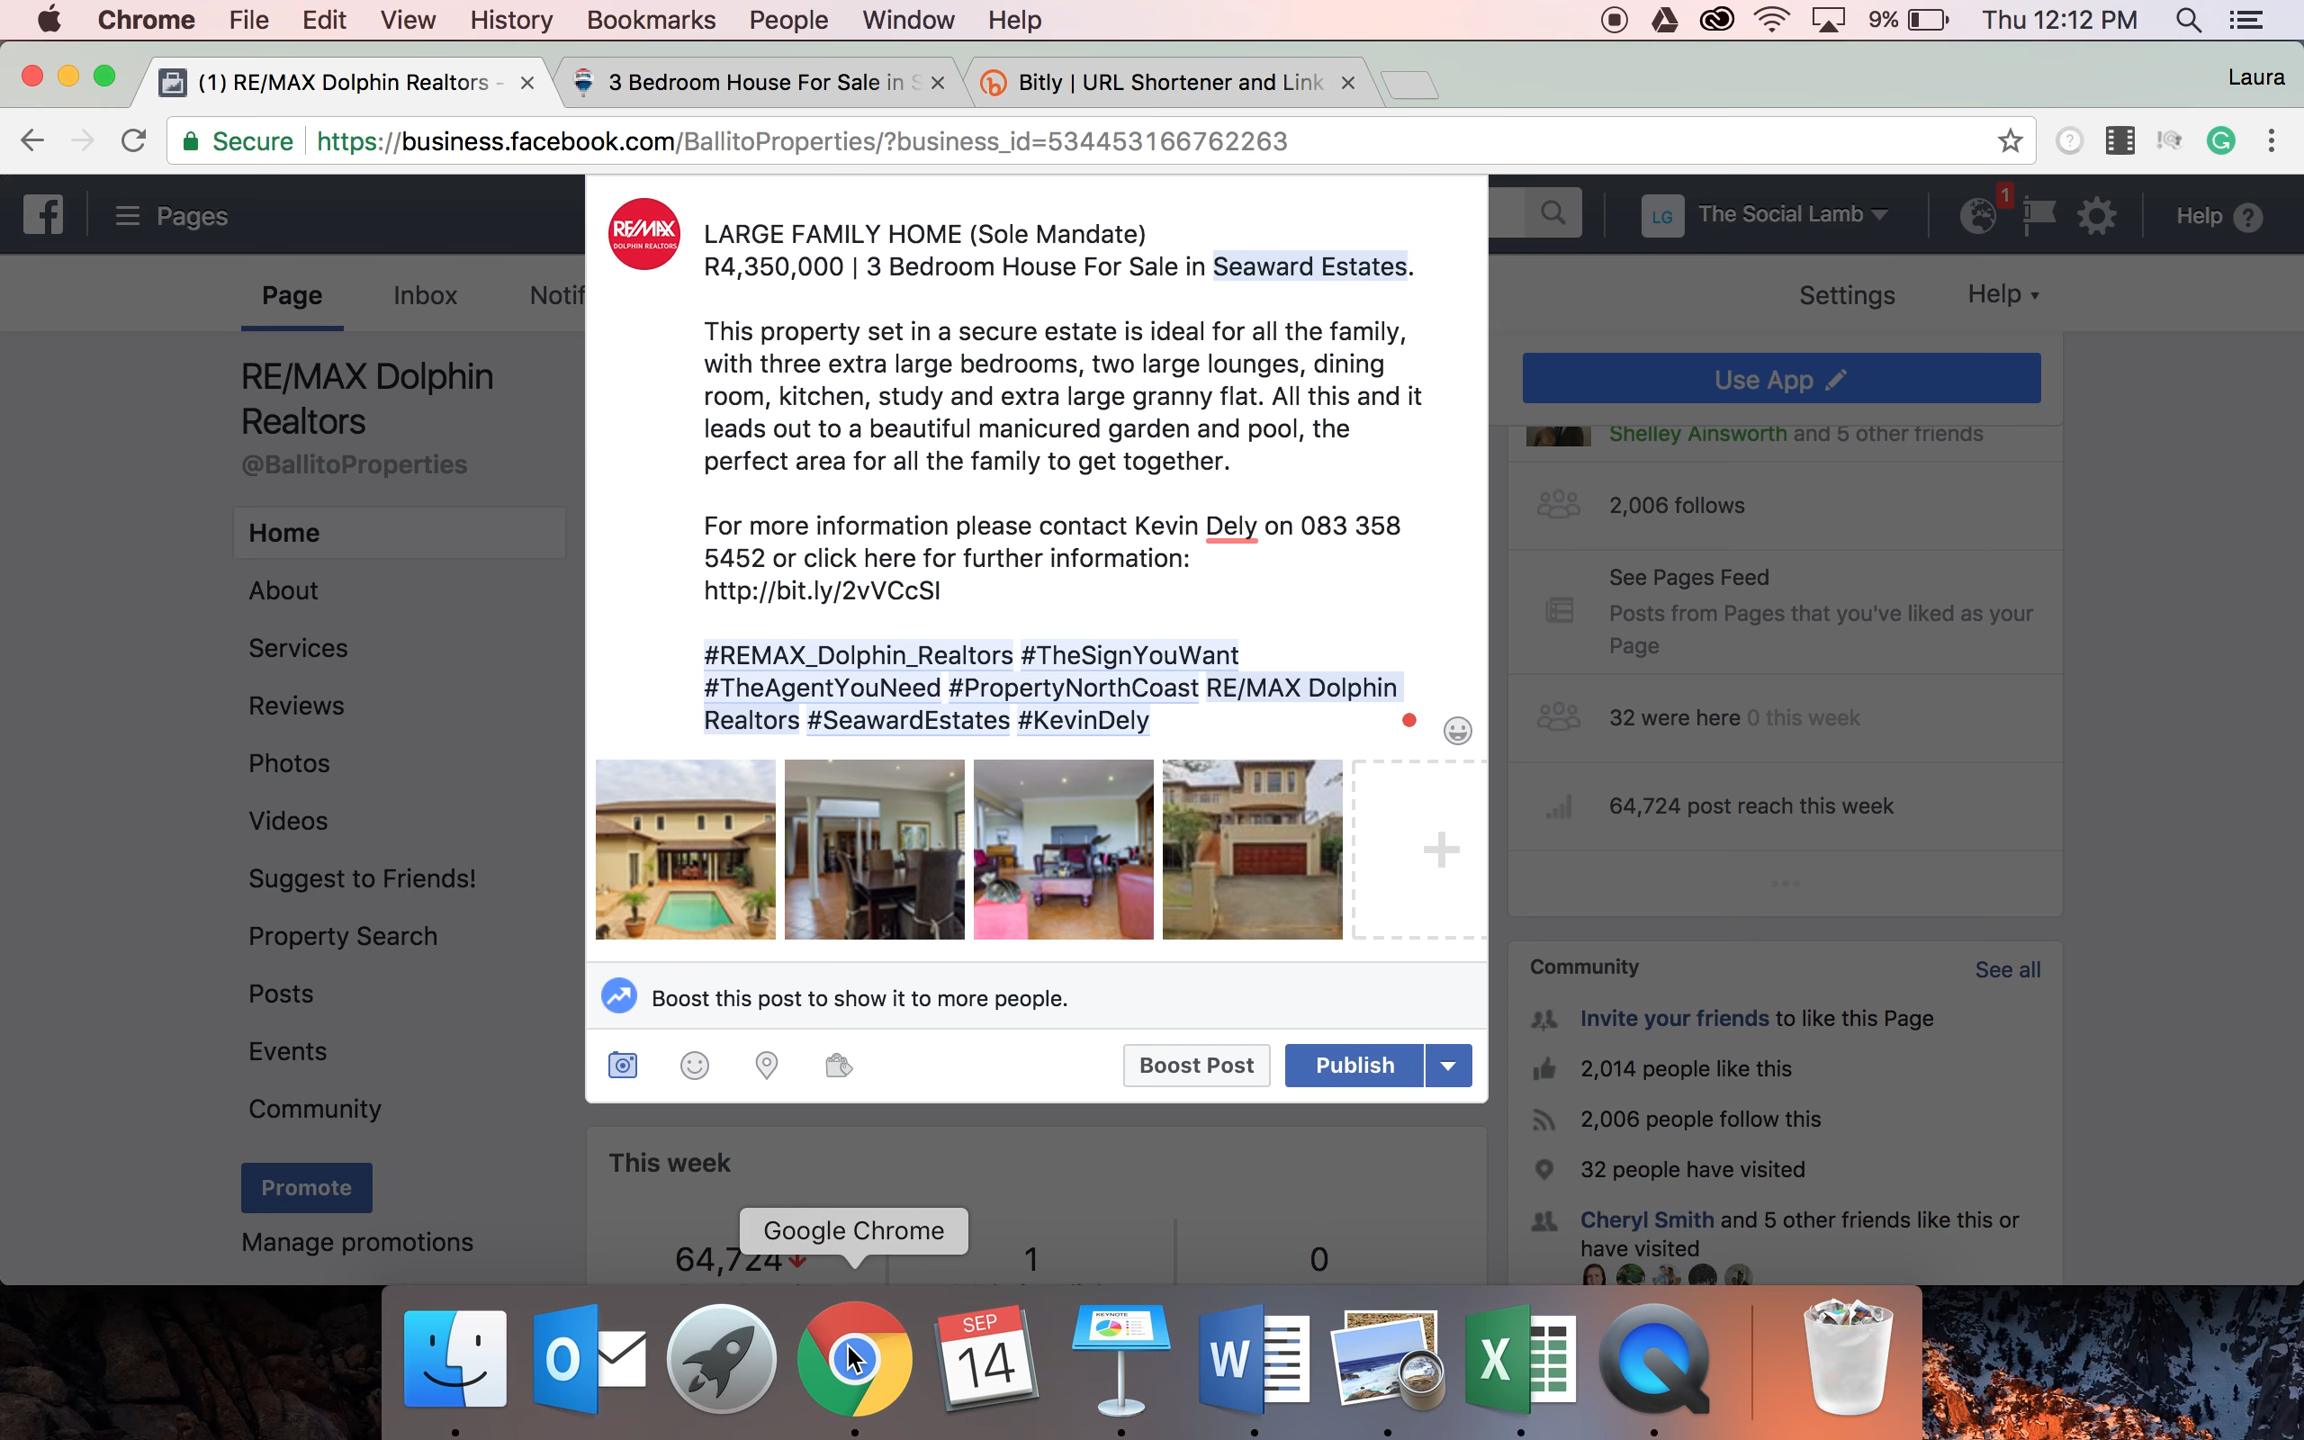 Chrome File Edit View History Bookmarks People Window Help 9% Thu 12:12 PM
(1) RE/MAX Dolphin Realtors -
3 Bedroom House For Sale in S
Bitly | URL Shortener and Link
Laura
Secure https://business.facebook.com/BallitoProperties/?business_id=534453166762263
Pages
LG The Social Lamb 1 Help ?
Page Inbox Notif Settings Help
RE/MAX Dolphin
Realtors
@BallitoProperties
Home
About
Services
Reviews
Photos
Videos
Suggest to Friends!
Property Search
Posts
Events
Community
Promote
Manage promotions
RE/MAX
DOLPHIN REALTORS
LARGE FAMILY HOME (Sole Mandate)
R4,350,000 | 3 Bedroom House For Sale in Seaward Estates.
This property set in a secure estate is ideal for all the family,
with three extra large bedrooms, two large lounges, dining
room, kitchen, study and extra large granny flat. All this and it
leads out to a beautiful manicured garden and pool, the
perfect area for all the family to get together.
For more information please contact Kevin Dely on 083 358
5452 or click here for further information:
http://bit.ly/2vVCcSI
#REMAX_Dolphin_Realtors #TheSignYouWant
#TheAgentYouNeed #PropertyNorthCoast RE/MAX Dolphin
Realtors #SeawardEstates #KevinDely
Boost this post to show it to more people.
Boost Post Publish
This week
64,724 1 0
Google Chrome
Use App
Shelley Ainsworth and 5 other friends
2,006 follows
See Pages Feed
Posts from Pages that you've liked as your
Page
32 were here 0 this week
64,724 post reach this week
Community See all
Invite your friends to like this Page
2,014 people like this
2,006 people follow this
32 people have visited
Cheryl Smith and 5 other friends like this or
have visited
SEP
14
KEYNOTE